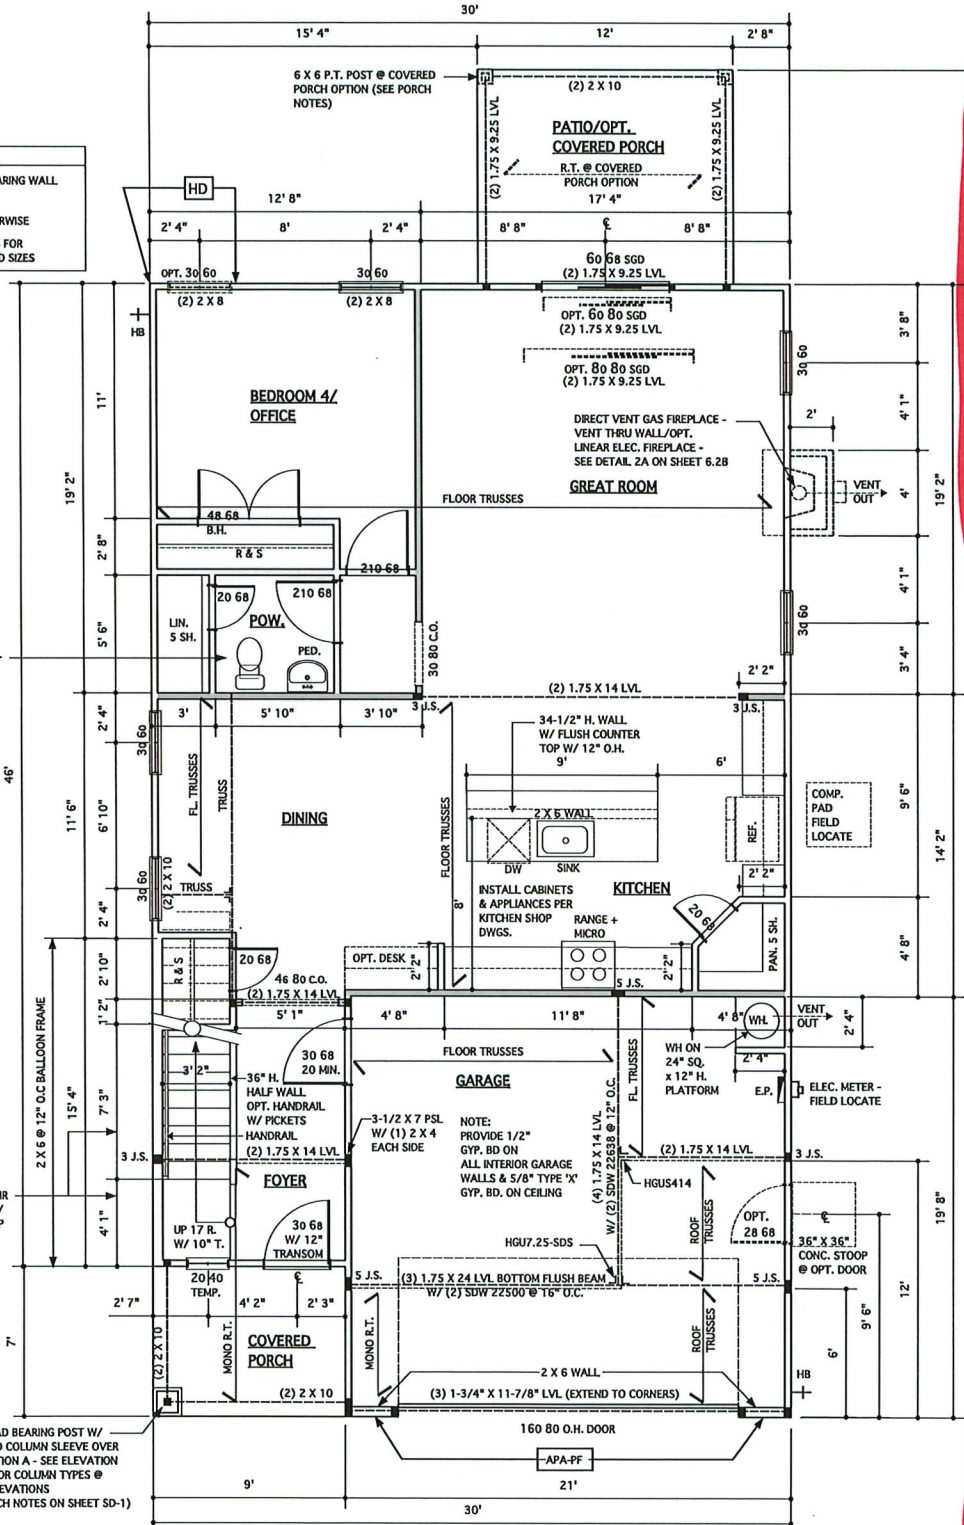 30'
15' 4"
12'
2' 8"
6 X 6 P.T. POST @ COVERED
PORCH OPTION (SEE PORCH
NOTES)
(2) 2 X 10
(2) 1.75 X 9.25 LVL
(2) 1.75 X 9.25 LVL
PATIO/OPT.
COVERED PORCH
R.T. @ COVERED
PORCH OPTION
ARING WALL
RWISE
FOR
D SIZES
HD
12' 8"
17' 4"
2' 4"
8'
2' 4"
8' 8"
8' 8"
OPT. 30 60
(2) 2 X 8
30 60
(2) 2 X 8
60 68 SGD
(2) 1.75 X 9.25 LVL
OPT. 60 80 SGD
(2) 1.75 X 9.25 LVL
OPT. 80 80 SGD
(2) 1.75 X 9.25 LVL
HB
30 60
3' 8"
4' 1"
4'
4' 1"
3' 4"
19' 2"
BEDROOM 4/
OFFICE
11'
19' 2"
2' 8"
5' 6"
DIRECT VENT GAS FIREPLACE -
VENT THRU WALL/OPT.
LINEAR ELEC. FIREPLACE -
SEE DETAIL 2A ON SHEET 6.2B
2'
VENT
OUT
GREAT ROOM
FLOOR TRUSSES
48 68
B.H.
R & S
210 68
20 68
210 68
LIN.
5 SH.
POW.
PED.
30 80 C.O.
30 60
2' 2"
(2) 1.75 X 14 LVL
3 J.S.
3 J.S.
3'
5' 10"
3' 10"
34-1/2" H. WALL
W/ FLUSH COUNTER
TOP W/ 12" O.H.
9'
6'
46'
11' 6"
2' 4"
6' 10"
2' 4"
30 60
30 60
(2) 2 X 10
FL. TRUSSES
TRUSS
TRUSS
DINING
FLOOR TRUSSES
2 X 6 WALL
DW
SINK
REF.
COMP.
PAD
FIELD
LOCATE
9' 6"
14' 2"
4' 8"
2' 2"
KITCHEN
INSTALL CABINETS
& APPLIANCES PER
KITCHEN SHOP
DWGS.
8'
RANGE +
MICRO
20 68
PAN. 5 SH.
OPT. DESK
2' 2"
2' 2"
5 J.S.
R & S
20 68
46 80 C.O.
(2) 1.75 X 14 LVL
2' 10"
1' 2"
5' 1"
4' 8"
11' 8"
4' 8"
WH.
VENT
OUT
2' 4"
2' 4"
2 X 6 @ 12" O.C BALLOON FRAME
15' 4"
7' 3"
4' 1"
3' 2"
30 68
20 MIN.
36" H.
HALF WALL
OPT. HANDRAIL
W/ PICKETS
HANDRAIL
(2) 1.75 X 14 LVL
3 J.S.
FLOOR TRUSSES
GARAGE
FL. TRUSSES
WH ON
24" SQ.
x 12" H.
PLATFORM
E.P.
ELEC. METER -
FIELD LOCATE
3-1/2 X 7 PSL
W/ (1) 2 X 4
EACH SIDE
NOTE:
PROVIDE 1/2"
GYP. BD ON
ALL INTERIOR GARAGE
WALLS & 5/8" TYPE 'X'
GYP. BD. ON CEILING
(4) 1.75 X 14 LVL
W/ (2) SDW 22638 @ 12" O.C.
(2) 1.75 X 14 LVL
3 J.S.
HGUS414
FOYER
UP 17 R.
W/ 10" T.
30 68
W/ 12"
TRANSOM
HGU7.25-SDS
ROOF
TRUSSES
OPT.
28 68
36" X 36"
CONC. STOOP
@ OPT. DOOR
19' 8"
12'
9' 6"
6'
5 J.S.
(3) 1.75 X 24 LVL BOTTOM FLUSH BEAM
W/ (2) SDW 22500 @ 16" O.C.
5 J.S.
20 40
TEMP.
2' 7"
4' 2"
2' 3"
7'
(2) 2 X 10
MONO R.T.
COVERED
PORCH
MONO R.T.
ROOF
TRUSSES
(2) 2 X 10
2 X 6 WALL
(3) 1-3/4" X 11-7/8" LVL (EXTEND TO CORNERS)
HB
160 80 O.H. DOOR
APA-PF
AD BEARING POST W/
D COLUMN SLEEVE OVER
TION A - SEE ELEVATION
OR COLUMN TYPES @
EVATIONS
CH NOTES ON SHEET SD-1)
9'
21'
30'